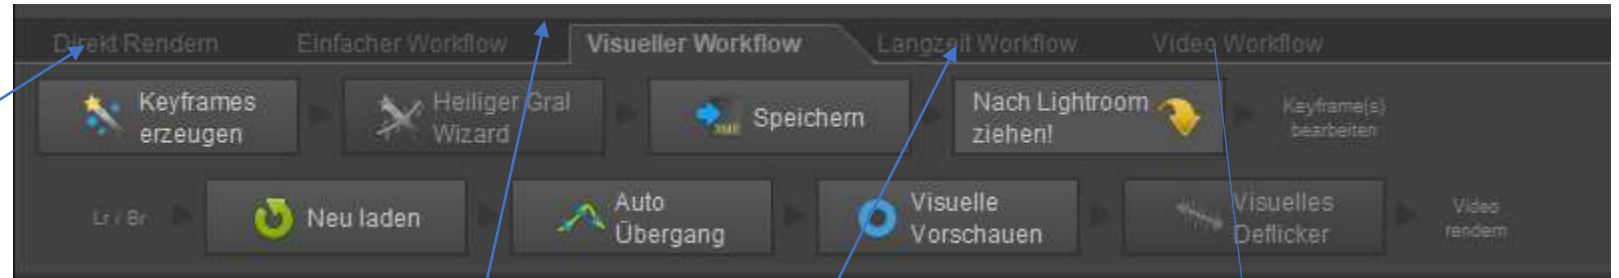 Direkt Rendern Einfacher Workflow Visueller Workflow Langzeit Workflow Video Workflow
Keyframes erzeugen
Heiliger Gral Wizard
XMP
Speichern
Nach Lightroom ziehen!
Keyframe(s) bearbeiten
Lr / Br
Neu laden
Auto Übergang
Visuelle Vorschauen
Visuelles Deflicker
Video rendern